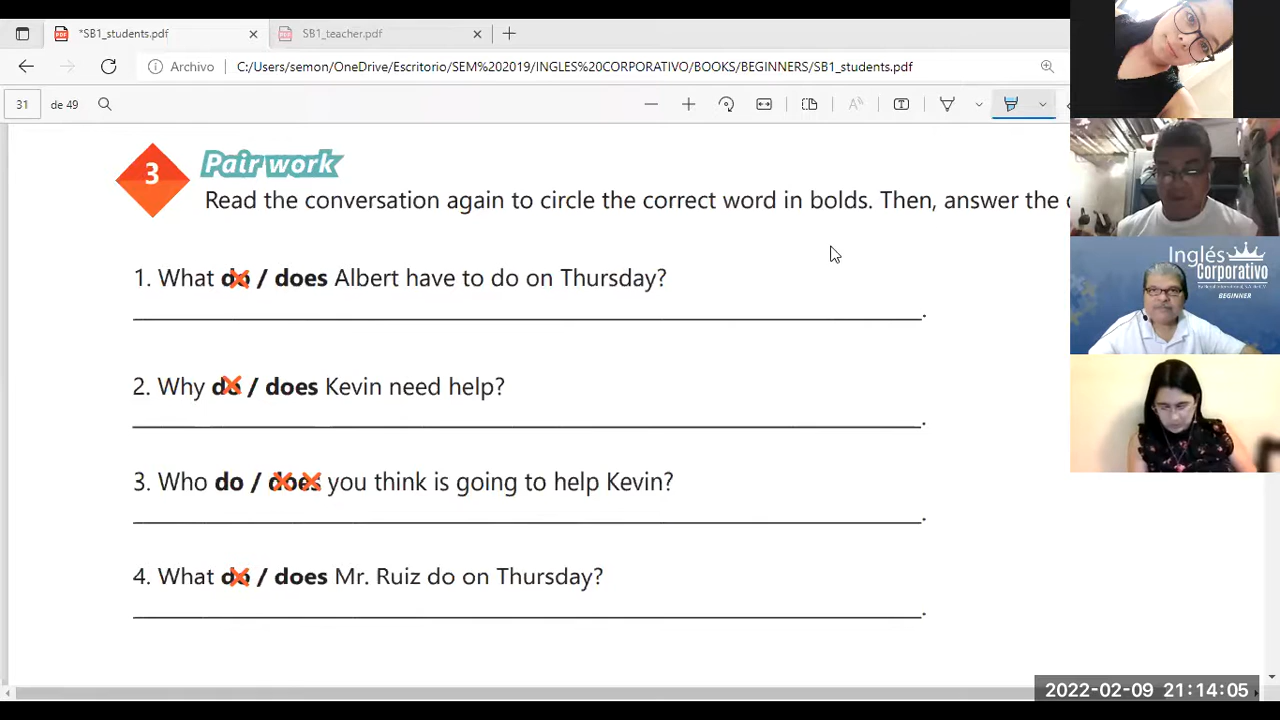 *SB1_students.pdf
SB1_teacher.pdf
Archivo
C:/Users/semon/OneDrive/Escritorio/SEM%202019/INGLES%20CORPORATIVO/BOOKS/BEGINNERS/SB1_students.pdf
31
de 49
3
Pair work
Read the conversation again to circle the correct word in bolds. Then, answer the
1. What do / does Albert have to do on Thursday?
2. Why do / does Kevin need help?
3. Who do / does you think is going to help Kevin?
4. What do / does Mr. Ruiz do on Thursday?
Inglés
Corporativo
BEGINNER
2022-02-09 21:14:05